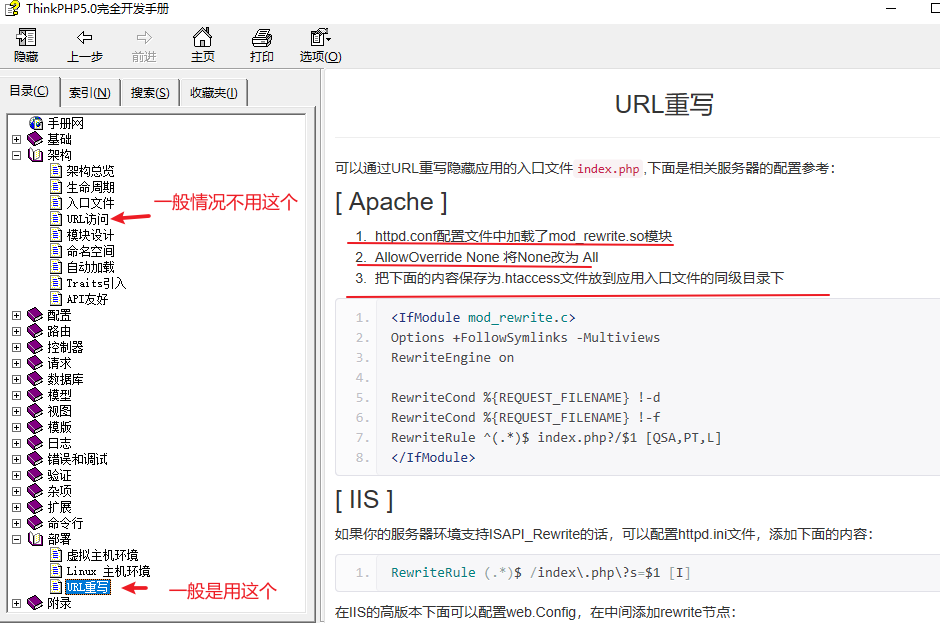 ThinkPHP5.0完全开发手册
隐藏 上一步 前进 主页 打印 选项(O)
目录(C) 索引(N) 搜索(S) 收藏夹(I)
手册网
基础
架构
架构总览
生命周期
入口文件
URL访问
一般情况不用这个
模块设计
命名空间
自动加载
Traits引入
API友好
配置
路由
控制器
请求
数据库
模型
视图
模版
日志
错误和调试
验证
杂项
扩展
命令行
部署
虚拟主机环境
Linux 主机环境
URL重写
一般是用这个
附录
URL重写
可以通过URL重写隐藏应用的入口文件 index.php ,下面是相关服务器的配置参考：
[ Apache ]
1. httpd.conf配置文件中加载了mod_rewrite.so模块
2. AllowOverride None 将None改为 All
3. 把下面的内容保存为.htaccess文件放到应用入口文件的同级目录下
1. <IfModule mod_rewrite.c>
2. Options +FollowSymlinks -Multiviews
3. RewriteEngine on
4.
5. RewriteCond %{REQUEST_FILENAME} !-d
6. RewriteCond %{REQUEST_FILENAME} !-f
7. RewriteRule ^(.*)$ index.php?/$1 [QSA,PT,L]
8. </IfModule>
[ IIS ]
如果你的服务器环境支持ISAPI_Rewrite的话，可以配置httpd.ini文件，添加下面的内容：
1. RewriteRule (.*)$ /index\.php\?s=$1 [I]
在IIS的高版本下面可以配置web.Config，在中间添加rewrite节点：